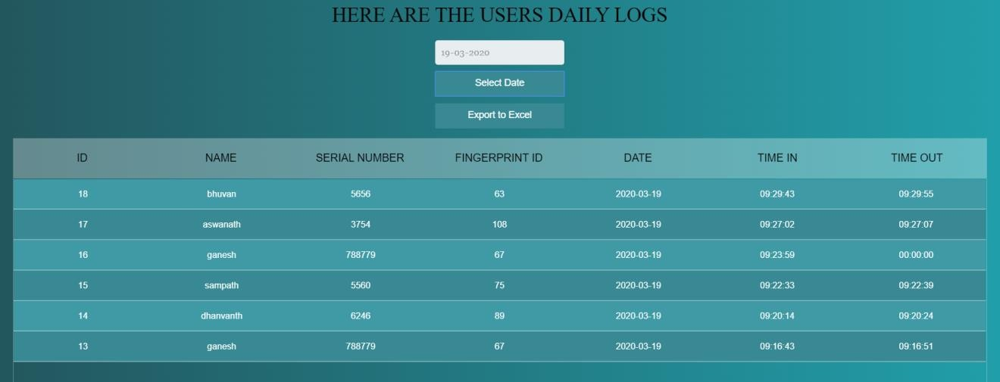 HERE ARE THE USERS DAILY LOGS
19-03-2020
Select Date
Export to Excel
ID NAME SERIAL NUMBER FINGERPRINT ID DATE TIME IN TIME OUT
18 bhuvan 5656 63 2020-03-19 09:29:43 09:29:55
17 aswanath 3754 108 2020-03-19 09:27:02 09:27:07
16 ganesh 788779 67 2020-03-19 09:23:59 00:00:00
15 sampath 5560 75 2020-03-19 09:22:33 09:22:39
14 dhanvanth 6246 89 2020-03-19 09:20:14 09:20:24
13 ganesh 788779 67 2020-03-19 09:16:43 09:16:51